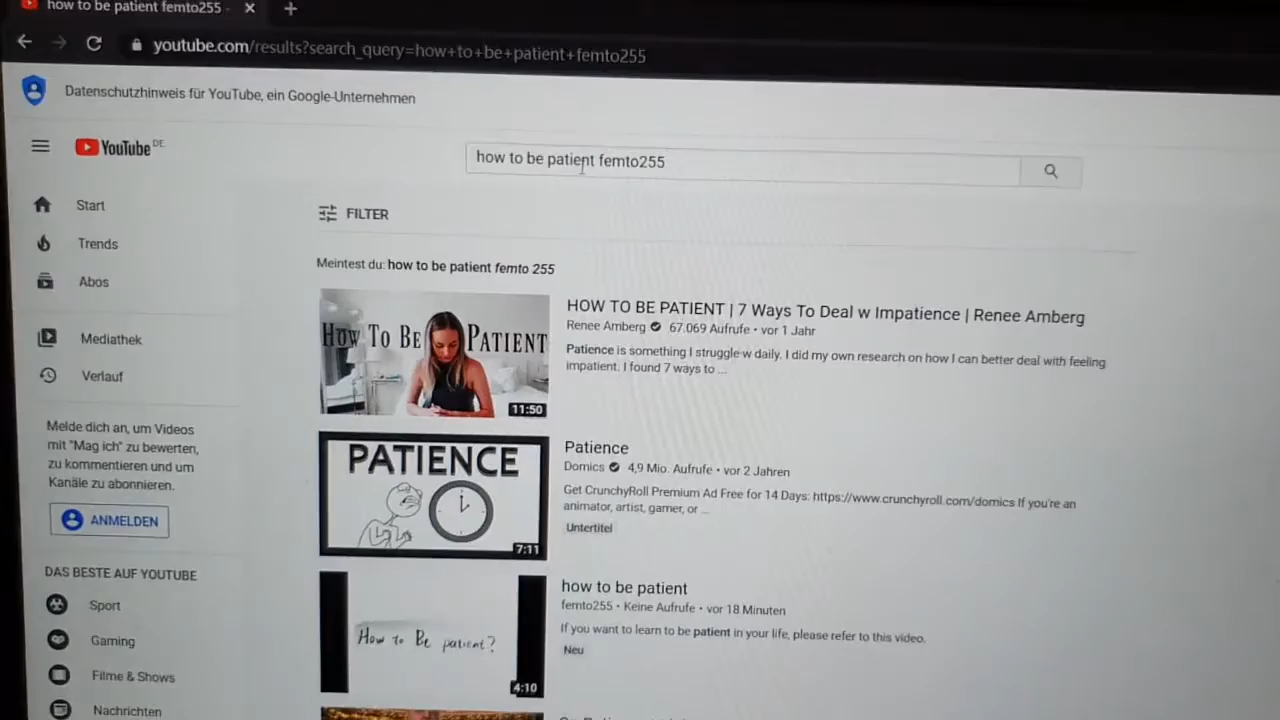 how to be patient femto255 -
youtube.com/results?search_query=how+to+be+patient+femto255
Datenschutzhinweis für YouTube, ein Google-Unternehmen
YouTube DE
how to be patient femto255
Start
FILTER
Trends
Meintest du: how to be patient femto 255
Abos
How To Be Patient
11:50
HOW TO BE PATIENT | 7 Ways To Deal w Impatience | Renee Amberg
Renee Amberg 67.069 Aufrufe • vor 1 Jahr
Patience is something I struggle w daily. I did my own research on how I can better deal with feeling
impatient. I found 7 ways to ...
Mediathek
Verlauf
Melde dich an, um Videos
mit "Mag ich" zu bewerten,
zu kommentieren und um
Kanäle zu abonnieren.
ANMELDEN
PATIENCE
7:11
Patience
Domics 4,9 Mio. Aufrufe • vor 2 Jahren
Get CrunchyRoll Premium Ad Free for 14 Days: https://www.crunchyroll.com/domics If you're an
animator, artist, gamer, or ...
Untertitel
DAS BESTE AUF YOUTUBE
Sport
Gaming
Filme & Shows
Nachrichten
How to Be patient?
4:10
how to be patient
femto255 • Keine Aufrufe • vor 18 Minuten
If you want to learn to be patient in your life, please refer to this video.
Neu